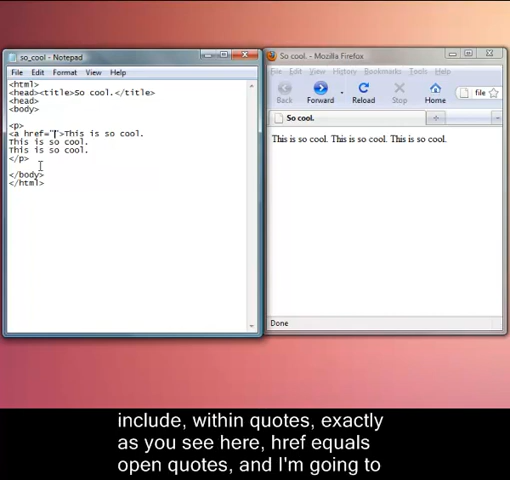 so_cool - Notepad
File Edit Format View Help
<html>
<head><title>So cool.</title>
<head>
<body>
<p>
<a href="">This is so cool.
This is so cool.
This is so cool.
</p>
</body>
</html>
So cool. - Mozilla Firefox
File Edit View History Bookmarks Tools Help
Back Forward Reload Stop Home file
So cool.
This is so cool. This is so cool. This is so cool.
Done
include, within quotes, exactly
as you see here, href equals
open quotes, and I'm going to